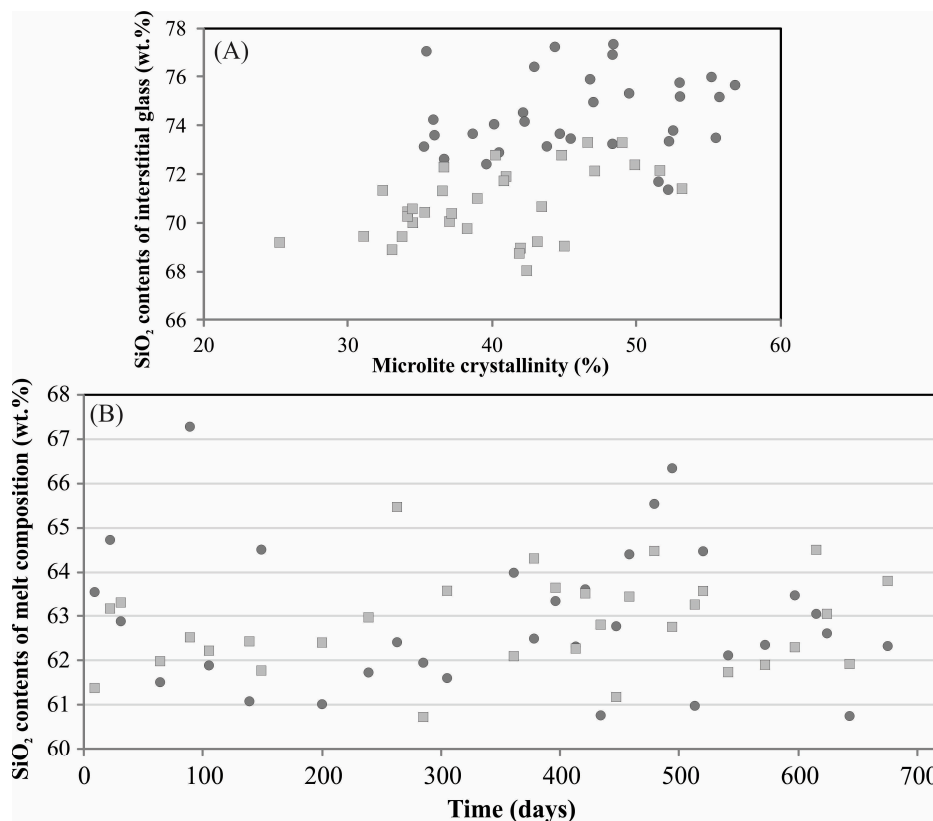 (A)
SiO₂ contents of interstitial glass (wt.%)
78
76
74
72
70
68
66
20 30 40 50 60
Microlite crystallinity (%)
(B)
SiO₂ contents of melt composition (wt.%)
68
67
66
65
64
63
62
61
60
0 100 200 300 400 500 600 700
Time (days)